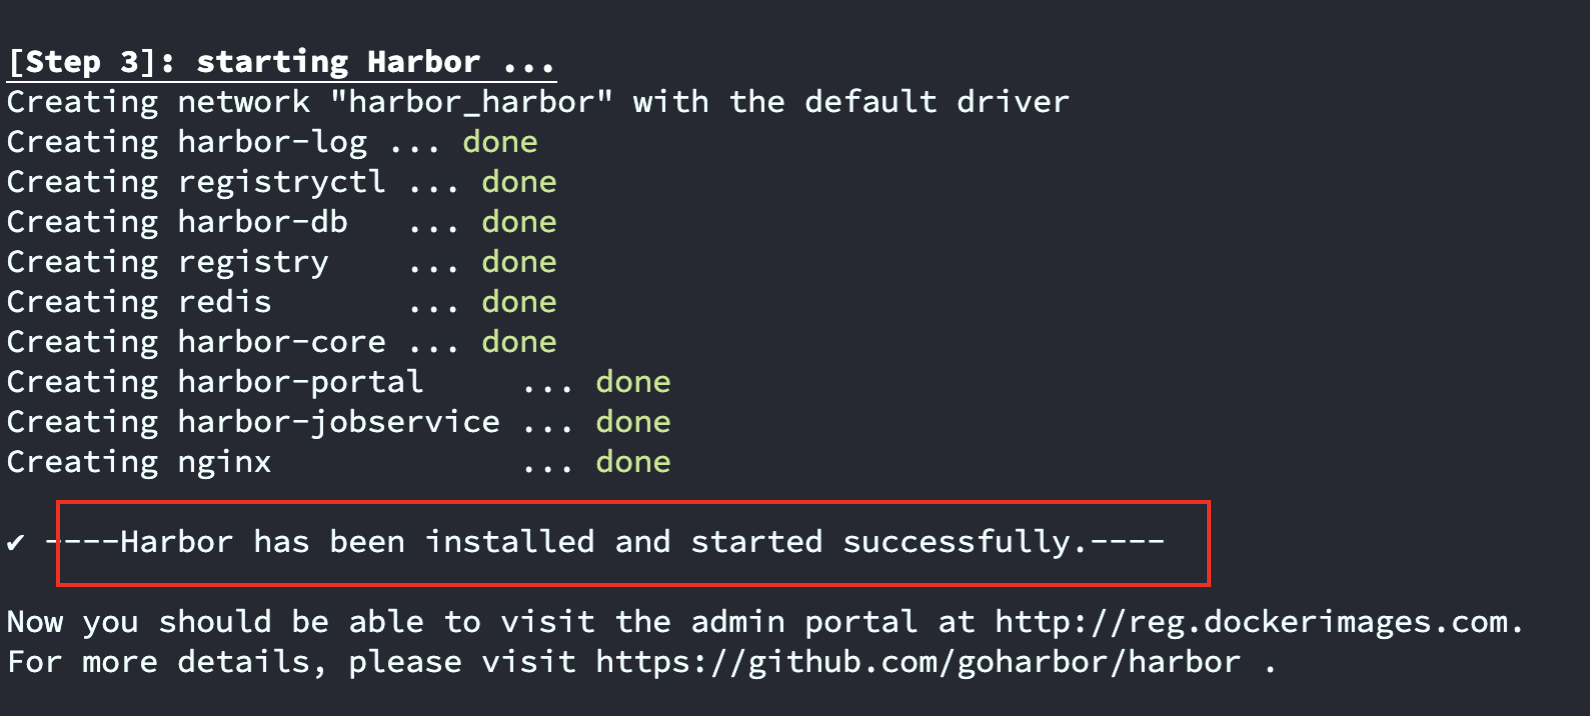 [Step 3]: starting Harbor ...
Creating network "harbor_harbor" with the default driver
Creating harbor-log ... done
Creating registryctl ... done
Creating harbor-db   ... done
Creating registry    ... done
Creating redis       ... done
Creating harbor-core ... done
Creating harbor-portal     ... done
Creating harbor-jobservice ... done
Creating nginx             ... done
✔ ----Harbor has been installed and started successfully.----
Now you should be able to visit the admin portal at http://reg.dockerimages.com.
For more details, please visit https://github.com/goharbor/harbor .